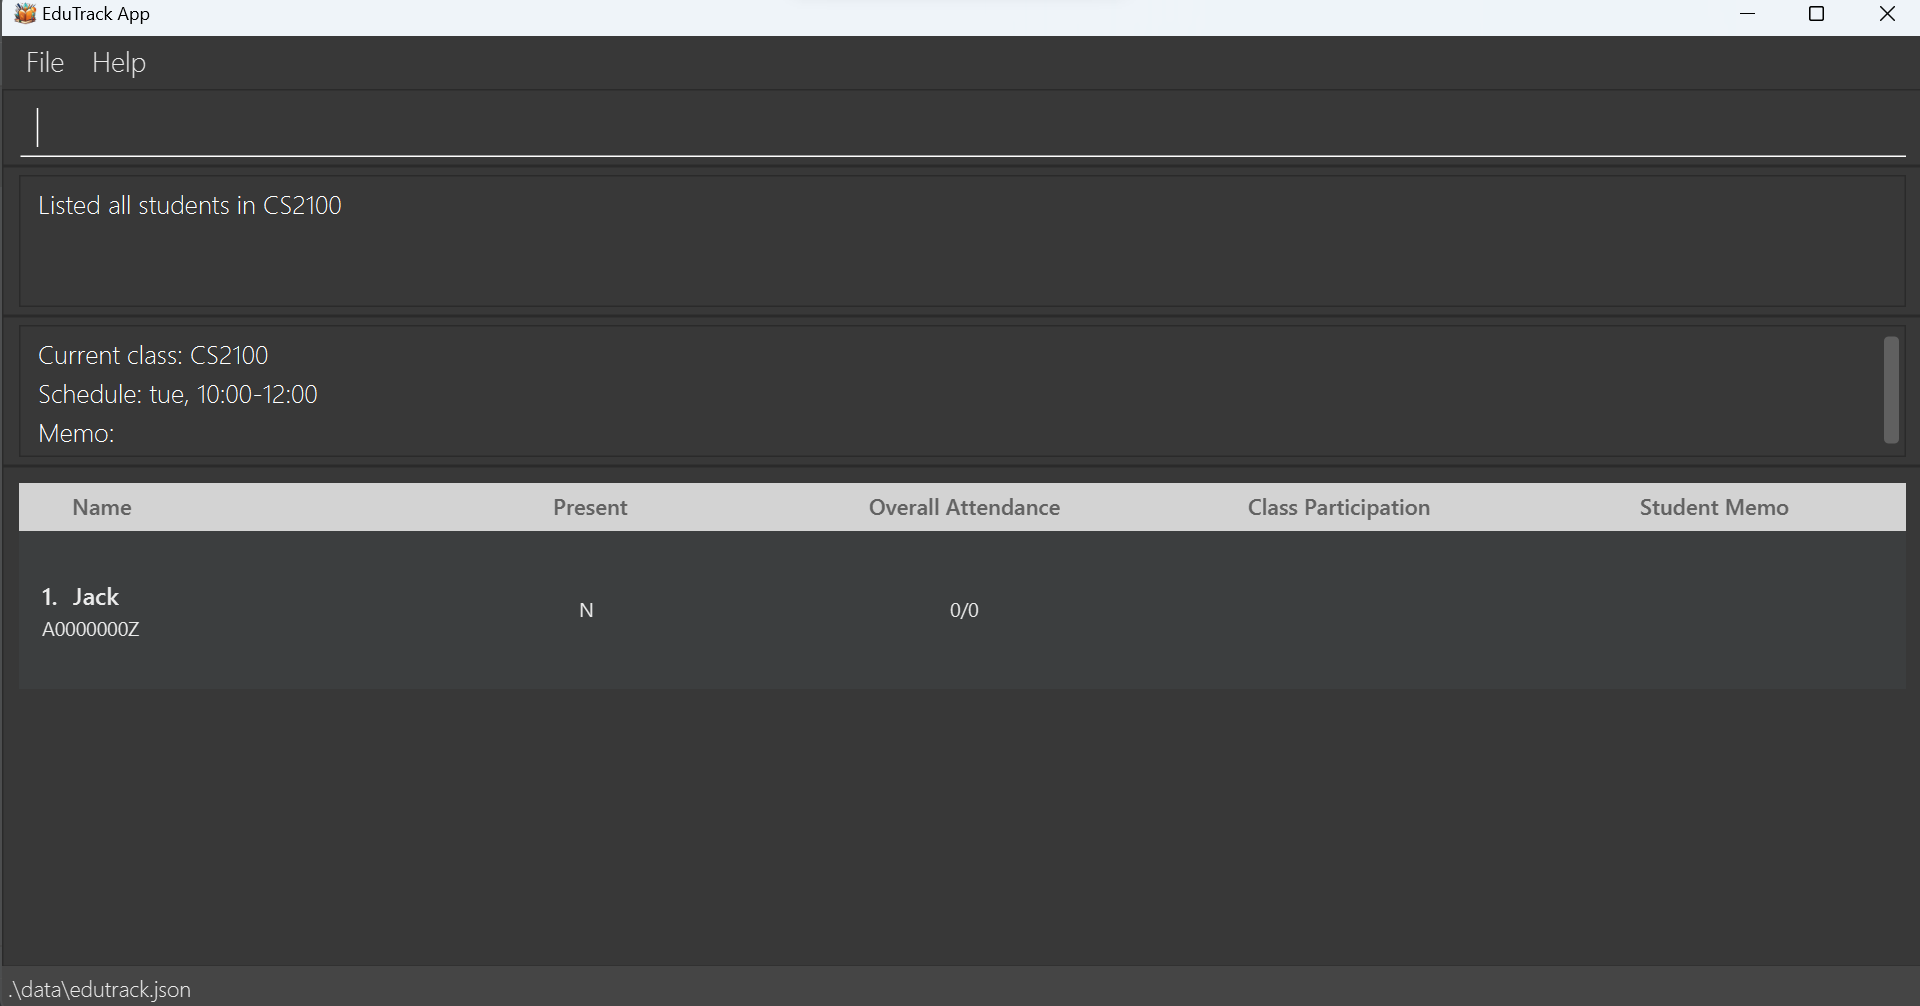 EduTrack App
File Help
Listed all students in CS2100
Current class: CS2100
Schedule: tue, 10:00-12:00
Memo:
Name Present Overall Attendance Class Participation Student Memo
1. Jack
A0000000Z
N 0/0
.\data\edutrack.json